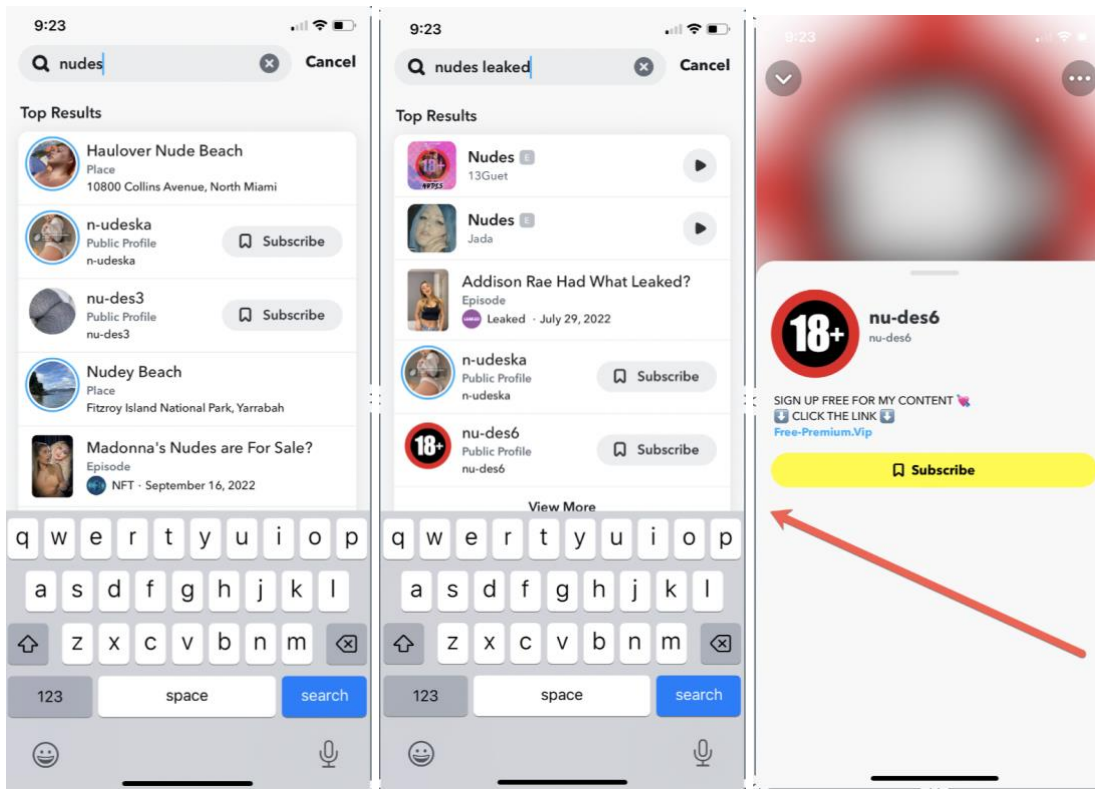 9:23
nudes
Cancel
Top Results
Haulover Nude Beach
Place
10800 Collins Avenue, North Miami
n-udeska
Public Profile
n-udeska
Subscribe
nu-des3
Public Profile
nu-des3
Subscribe
Nudey Beach
Place
Fitzroy Island National Park, Yarrabah
Madonna's Nudes are For Sale?
Episode
NFT · September 16, 2022
q w e r t y u i o p
a s d f g h j k l
z x c v b n m
123 space search
9:23
nudes leaked
Cancel
Top Results
18+
NUDES
Nudes E
13Guet
Nudes E
Jada
Addison Rae Had What Leaked?
Episode
LEAKED
Leaked · July 29, 2022
n-udeska
Public Profile
n-udeska
Subscribe
18+
nu-des6
Public Profile
nu-des6
Subscribe
View More
q w e r t y u i o p
a s d f g h j k l
z x c v b n m
123 space search
9:23
18+
nu-des6
nu-des6
SIGN UP FREE FOR MY CONTENT 💘
⬇️ CLICK THE LINK ⬇️
Free-Premium.Vip
Subscribe